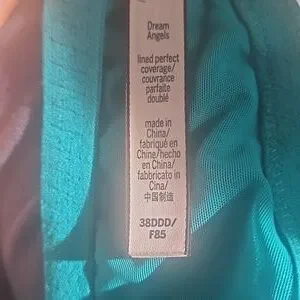 Dream
Angels
lined perfect
coverage/
couvrance
parfaite
doublé
made in
China/
fabriqué en
Chine/hecho
en China/
fabbricato in
Cina/
中国制造
38DDD/
F85